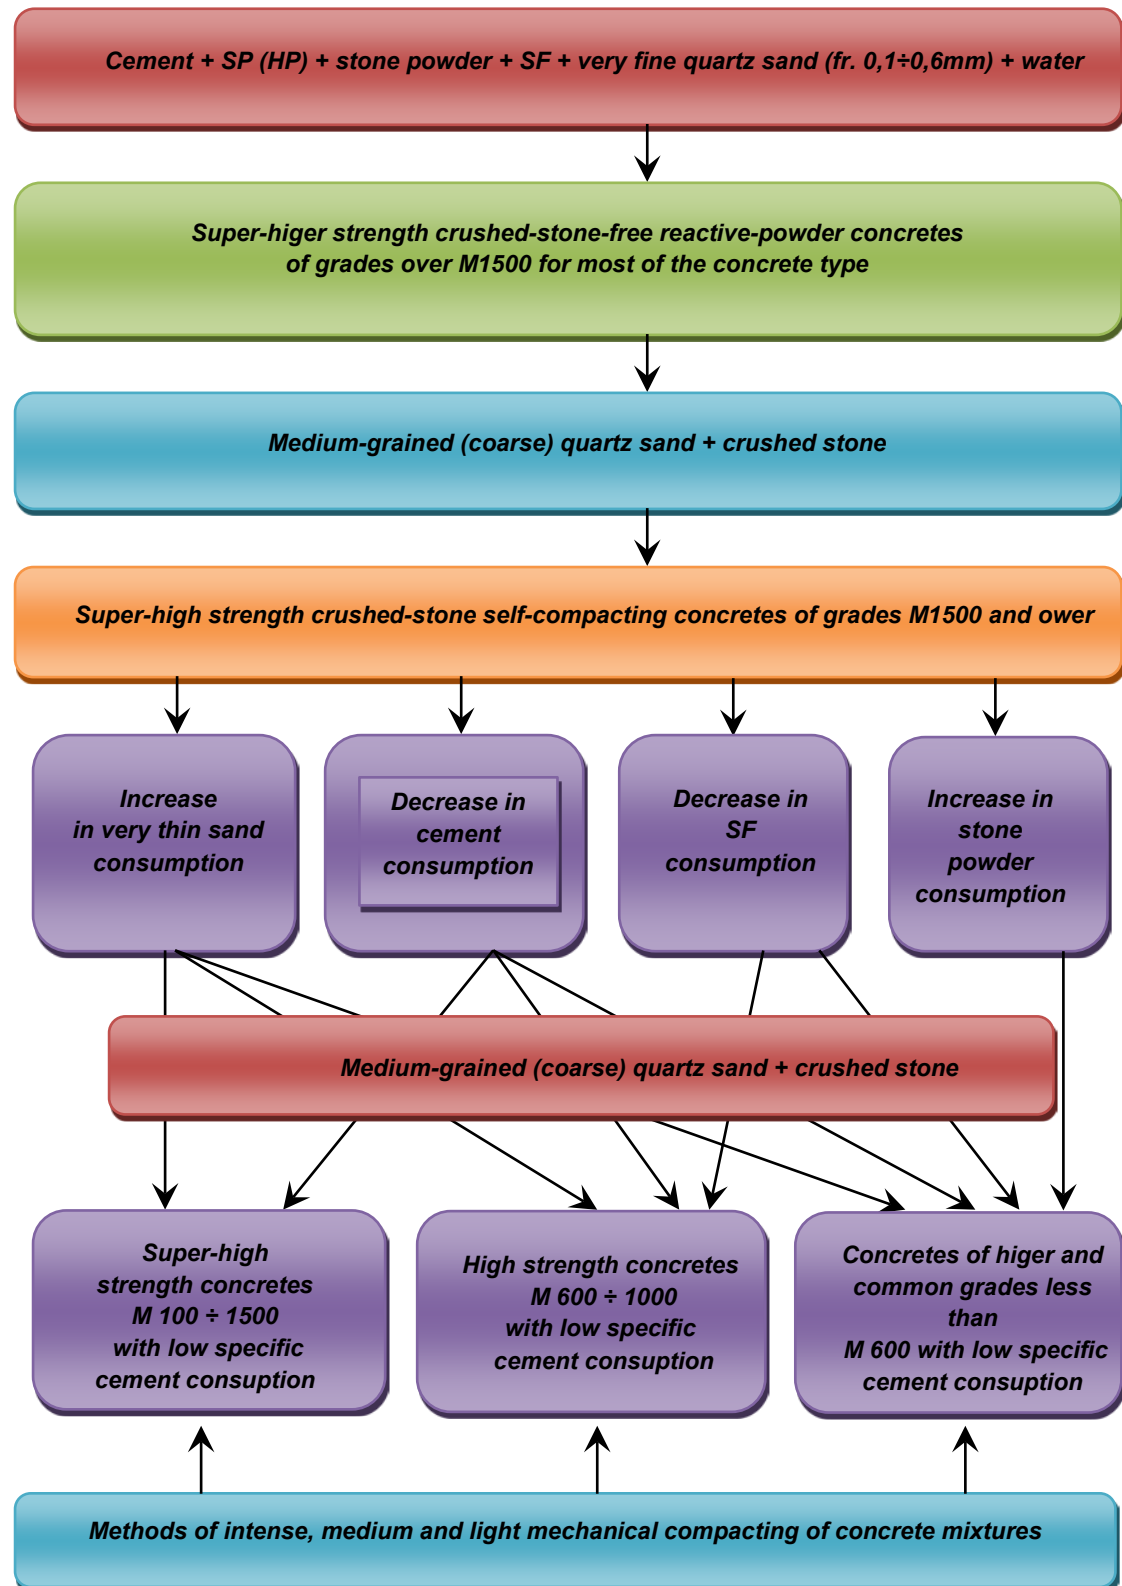 Cement + SP (HP) + stone powder + SF + very fine quartz sand (fr. 0,1÷0,6mm) + water
Super-higer strength crushed-stone-free reactive-powder concretes
of grades over M1500 for most of the concrete type
Medium-grained (coarse) quartz sand + crushed stone
Super-high strength crushed-stone self-compacting concretes of grades M1500 and ower
Increase
in very thin sand
consumption
Decrease in
cement
consumption
Decrease in
SF
consumption
Increase in
stone
powder
consumption
Medium-grained (coarse) quartz sand + crushed stone
Super-high
strength concretes
M 100 ÷ 1500
with low specific
cement consuption
High strength concretes
M 600 ÷ 1000
with low specific
cement consuption
Concretes of higer and
common grades less
than
M 600 with low specific
cement consuption
Methods of intense, medium and light mechanical compacting of concrete mixtures